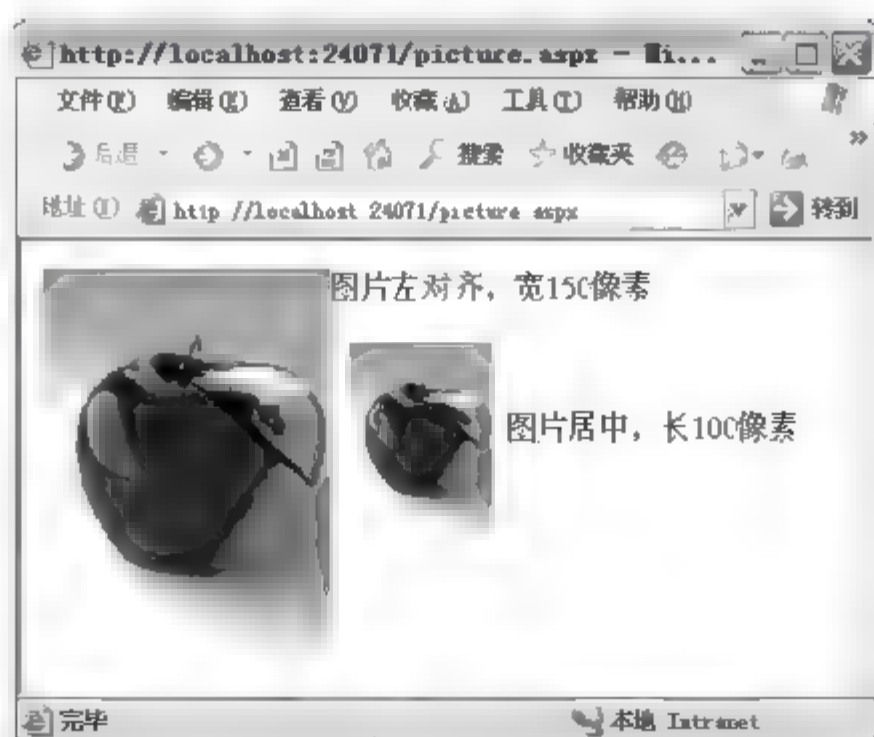 http://localhost:24071/picture.aspx - Mi...
文件(F) 编辑(E) 查看(V) 收藏(A) 工具(T) 帮助(H)
后退 搜索 收藏夹 »
地址(D) http //localhost 24071/picture aspx 转到
图片左对齐，宽150像素
图片居中，长100像素
完毕 本地 Intranet